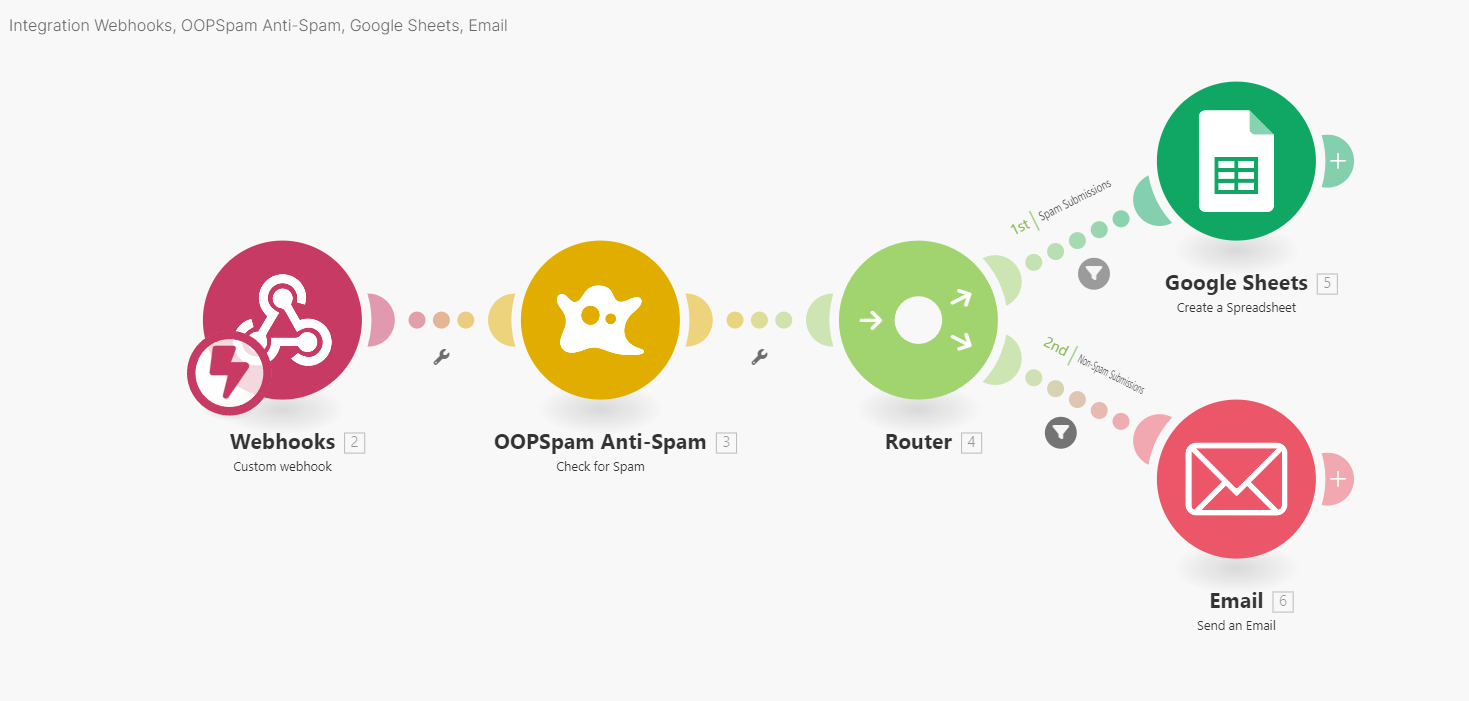 Integration Webhooks, OOPSpam Anti-Spam, Google Sheets, Email
Webhooks 2
Custom webhook
OOPSpam Anti-Spam 3
Check for Spam
Router 4
1st | Spam Submissions
Google Sheets 5
Create a Spreadsheet
2nd | Non-Spam Submissions
Email 6
Send an Email